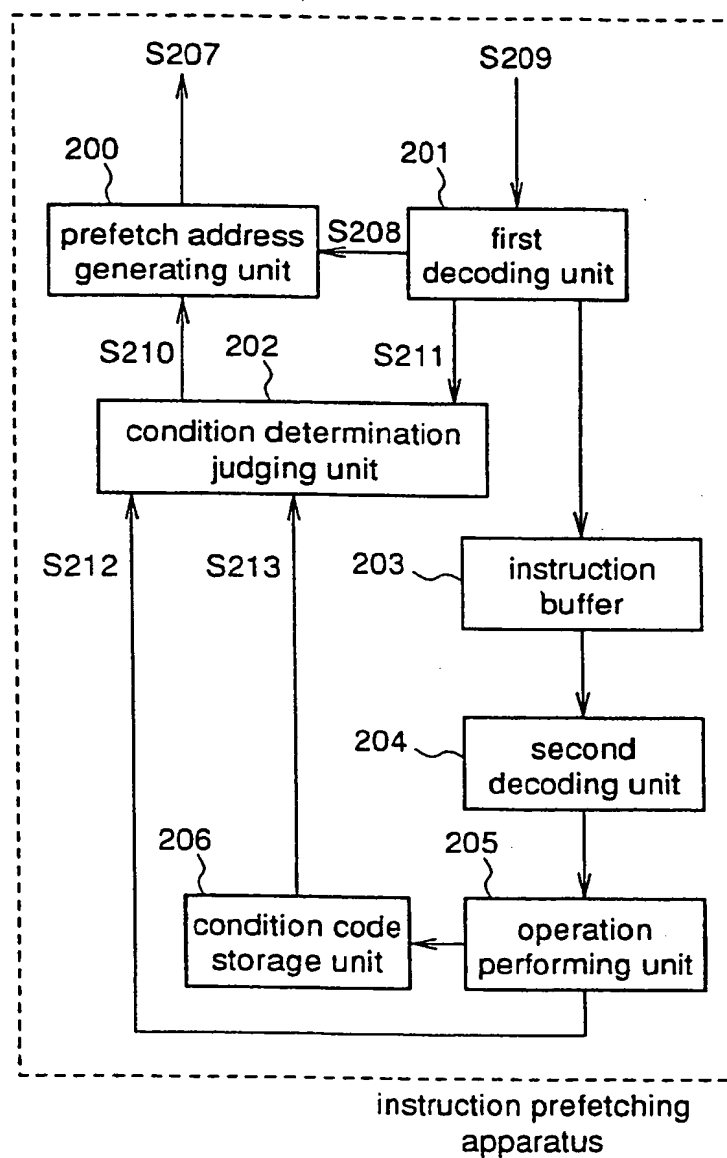 S207
S209
200
201
prefetch address
generating unit
S208
first
decoding unit
S210
202
S211
condition determination
judging unit
S212
S213
203
instruction
buffer
204
second
decoding unit
206
205
condition code
storage unit
operation
performing unit
instruction prefetching
apparatus